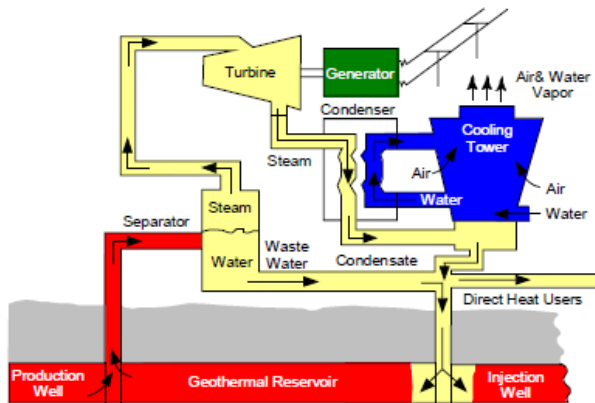 Turbine
Generator
Air& Water
Vapor
Condenser
Cooling
Tower
Steam
Air
Air
Water
Water
Steam
Separator
Water
Waste
Water
Condensate
Direct Heat Users
Production
Well
Geothermal Reservoir
Injection
Well